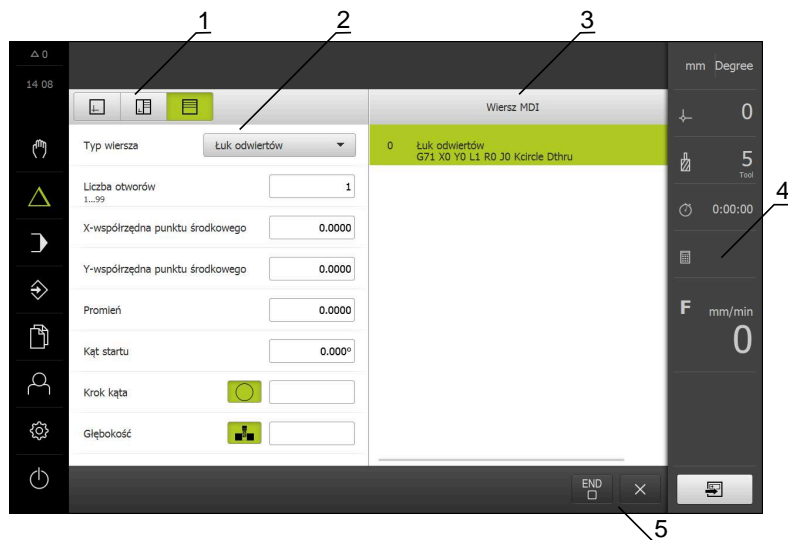 1
2
3
0
14 08
mm Degree
Wiersz MDI
0
Typ wiersza
Łuk odwiertów
0 Łuk odwiertów
G71 X0 Y0 L1 R0 J0 Kcircle Dthru
5
Tool
Liczba otworów
1...99
1
4
0:00:00
X-współrzędna punktu środkowego
0.0000
Y-współrzędna punktu środkowego
0.0000
Promień
0.0000
F mm/min
0
Kąt startu
0.000°
Krok kąta
Głębokość
END
5